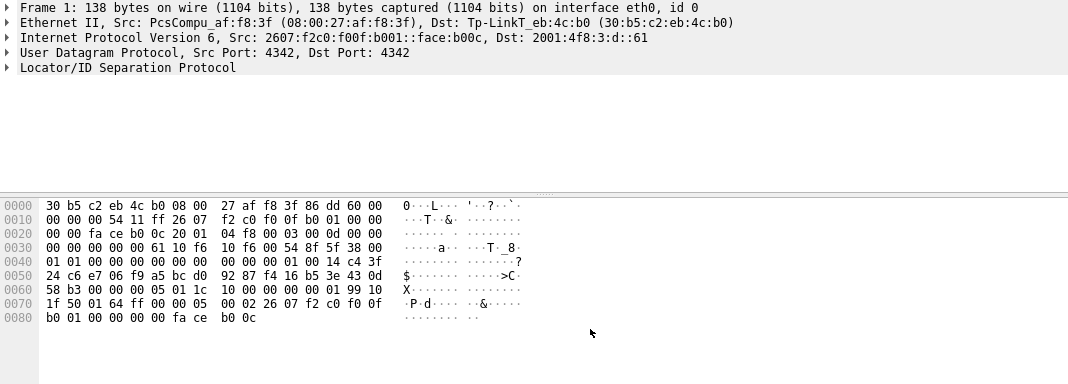 Frame 1: 138 bytes on wire (1104 bits), 138 bytes captured (1104 bits) on interface eth0, id 0
Ethernet II, Src: PcsCompu_af:f8:3f (08:00:27:af:f8:3f), Dst: Tp-LinkT_eb:4c:b0 (30:b5:c2:eb:4c:b0)
Internet Protocol Version 6, Src: 2607:f2c0:f00f:b001::face:b00c, Dst: 2001:4f8:3:d::61
User Datagram Protocol, Src Port: 4342, Dst Port: 4342
Locator/ID Separation Protocol
0000 30 b5 c2 eb 4c b0 08 00 27 af f8 3f 86 dd 60 00 0···L··· '··?··`·
0010 00 00 00 54 11 ff 26 07 f2 c0 f0 0f b0 01 00 00 ···T··&· ········
0020 00 00 fa ce b0 0c 20 01 04 f8 00 03 00 0d 00 00 ······ · ········
0030 00 00 00 00 00 61 10 f6 10 f6 00 54 8f 5f 38 00 ·····a·· ···T·_8·
0040 01 01 00 00 00 00 00 00 00 00 00 01 00 14 c4 3f ········ ·······?
0050 24 c6 e7 06 f9 a5 bc d0 92 87 f4 16 b5 3e 43 0d $······· ·····>C·
0060 58 b3 00 00 00 05 01 1c 10 00 00 00 00 01 99 10 X······· ········
0070 1f 50 01 64 ff 00 00 05 00 02 26 07 f2 c0 f0 0f ·P·d···· ··&·····
0080 b0 01 00 00 00 00 fa ce b0 0c ········ ··